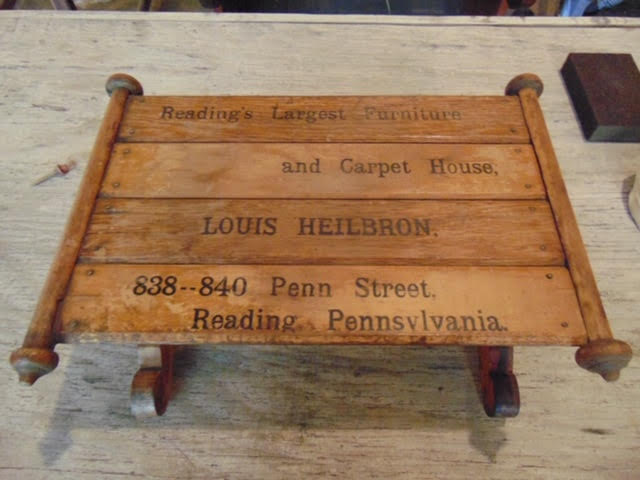 Reading's Largest Furniture
and Carpet House,
LOUIS HEILBRON.
838--840 Penn Street,
Reading, Pennsylvania.